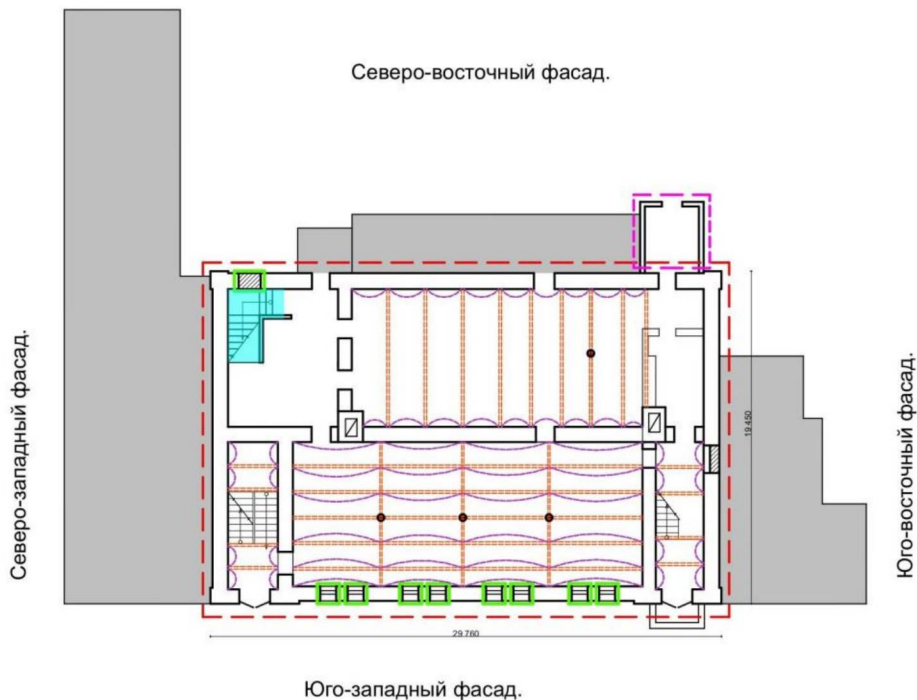 Северо-восточный фасад.
Северо-западный фасад.
Юго-восточный фасад.
19.450
29.760
Юго-западный фасад.